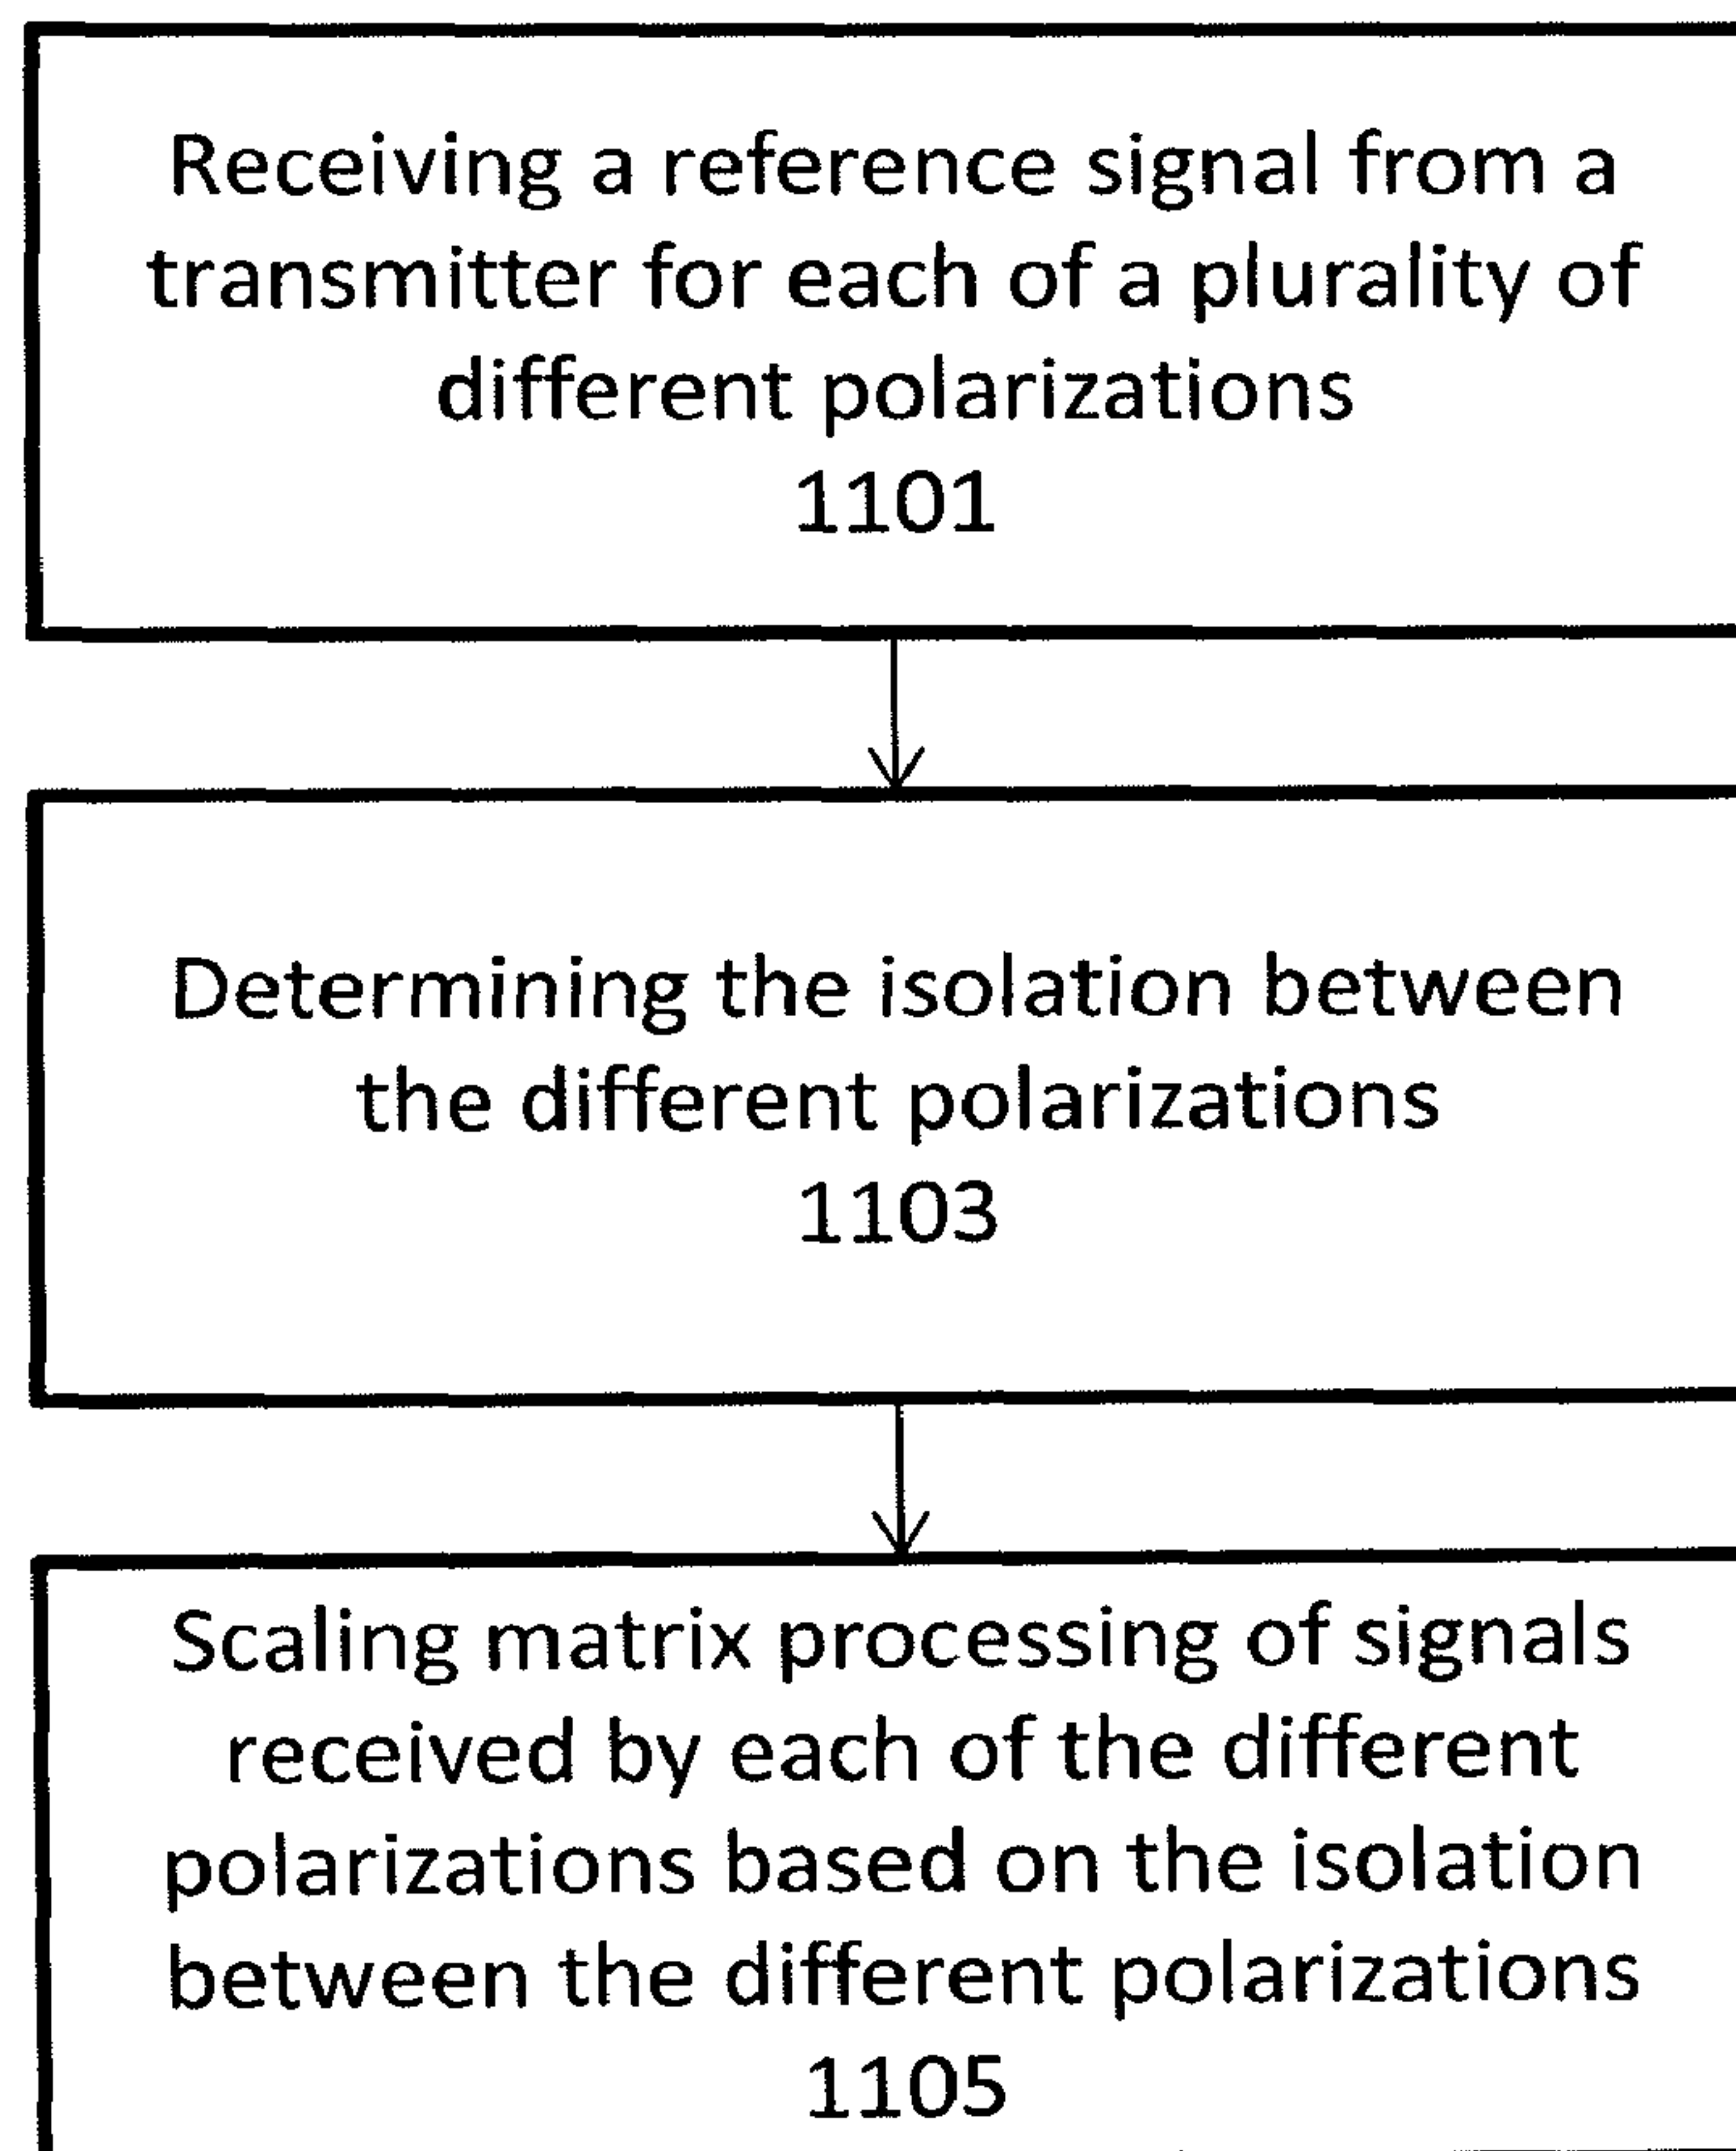 Receiving a reference signal from a
transmitter for each of a plurality of
different polarizations
1101
Determining the isolation between
the different polarizations
1103
Scaling matrix processing of signals
received by each of the different
polarizations based on the isolation
between the different polarizations
1105